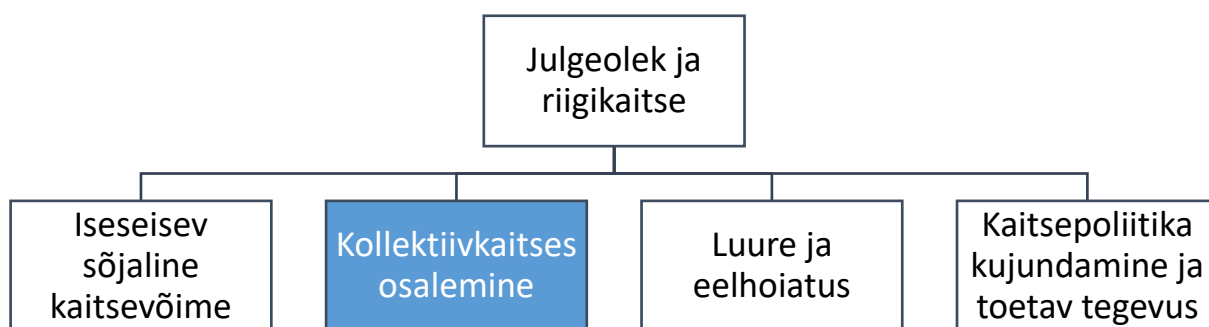 Julgeolek ja
riigikaitse
Iseseisev
sõjaline
kaitsevõime
Kollektiivkaitses
osalemine
Luure ja
eelhoiatus
Kaitsepoliitika
kujundamine ja
toetav tegevus